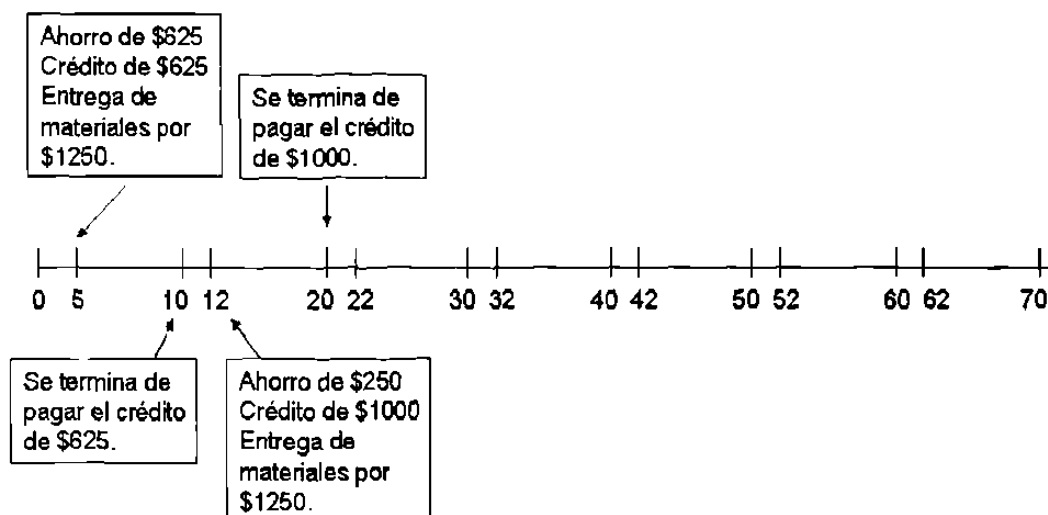 Ahorro de $625
Crédito de $625
Entrega de
materiales por
$1250.
Se termina de
pagar el crédito
de $1000.
0 5 10 12 20 22 30 32 40 42 50 52 60 62 70
Se termina de
pagar el crédito
de $625.
Ahorro de $250
Crédito de $1000
Entrega de
materiales por
$1250.